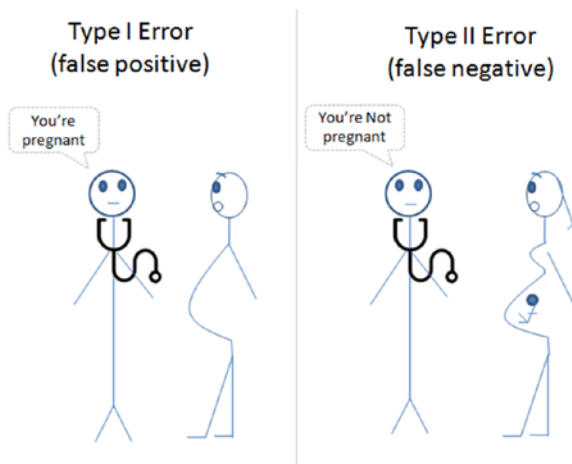 Type I Error
(false positive)
You're
pregnant
Type II Error
(false negative)
You're Not
pregnant